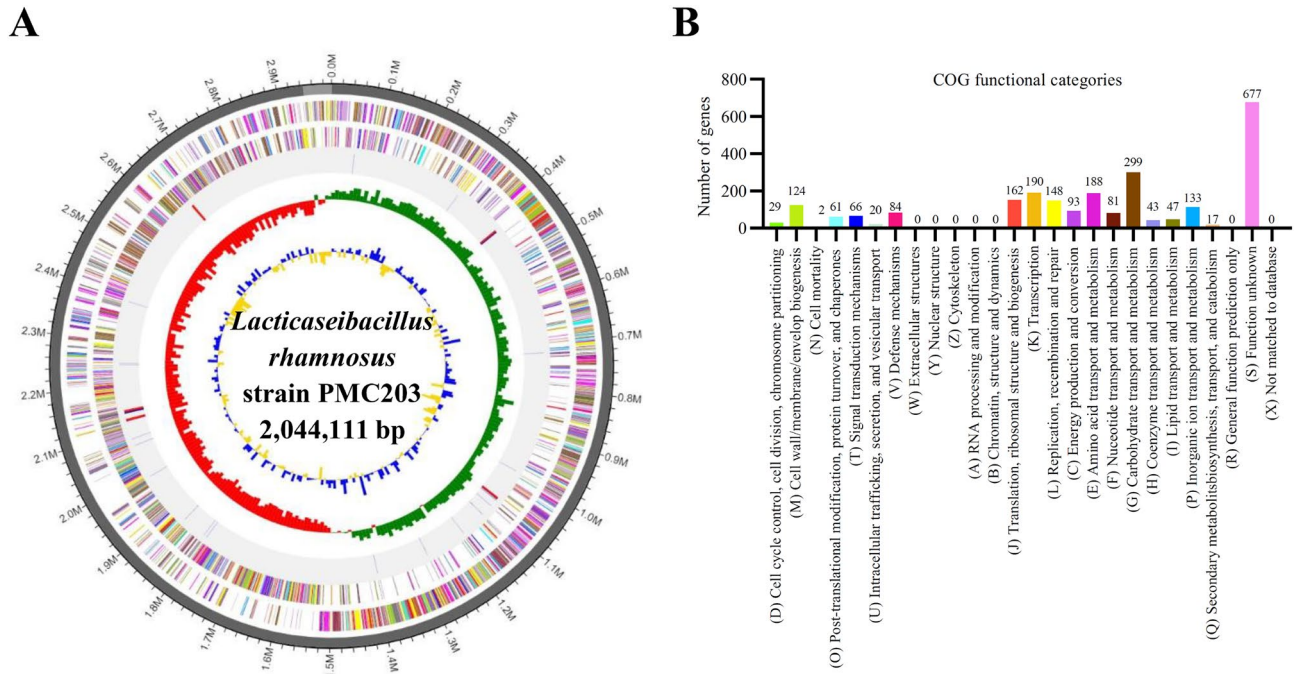 A
0.0M
0.1M
0.2M
0.3M
0.4M
0.5M
0.6M
0.7M
0.8M
0.9M
1.0M
1.1M
1.2M
1.3M
1.4M
1.5M
1.6M
1.7M
1.8M
1.9M
2.0M
2.1M
2.2M
2.3M
2.4M
2.5M
2.6M
2.7M
2.8M
2.9M
Lacticaseibacillus
rhamnosus
strain PMC203
2,044,111 bp
B
COG functional categories
Number of genes
800
600
400
200
0
29
124
2
61
66
20
84
0
0
0
0
0
162
190
148
93
188
81
299
43
47
133
17
0
677
0
(D) Cell cycle control, cell division, chromosome partitioning
(M) Cell wall/membrane/envelop biogenesis
(N) Cell mortality
(O) Post-translational modification, protein turnover, and chaperones
(T) Signal transduction mechanisms
(U) Intracellular trafficking, secretion, and vesicular transport
(V) Defense mechanisms
(W) Extracellular structures
(Y) Nuclear structure
(Z) Cytoskeleton
(A) RNA processing and modification
(B) Chromatin, structure and dynamics
(J) Translation, ribosomal structure and biogenesis
(K) Transcription
(L) Replication, recombination and repair
(C) Energy production and conversion
(E) Amino acid transport and metabolism
(F) Nuceotide transport and metabolism
(G) Carbohydrate transport and metabolism
(H) Coenzyme transport and metabolism
(I) Lipid transport and metabolism
(P) Inorganic ion transport and metabolism
(Q) Secondary metabolitsbiosynthesis, transport, and catabolism
(R) General function prediction only
(S) Function unknown
(X) Not matched to database